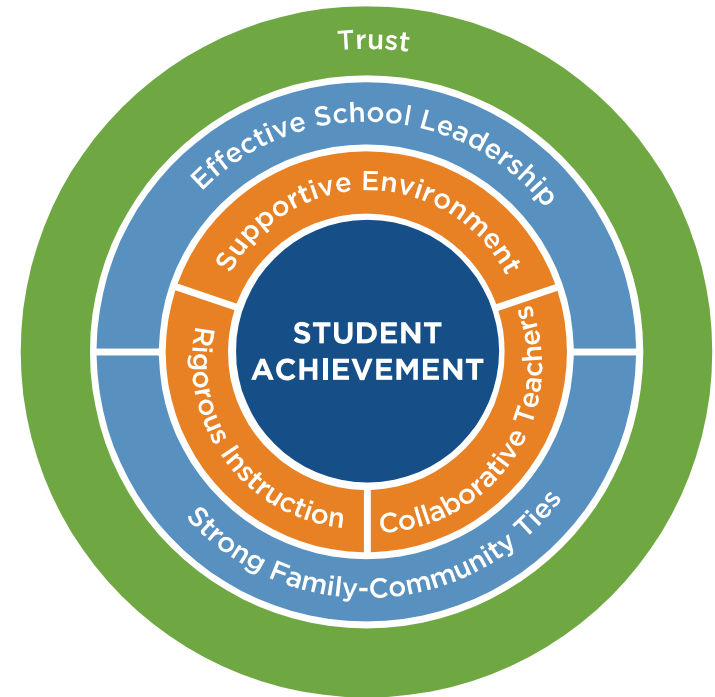 Trust
Effective School Leadership
Supportive Environment
STUDENT
ACHIEVEMENT
Rigorous Instruction
Collaborative Teachers
Strong Family-Community Ties